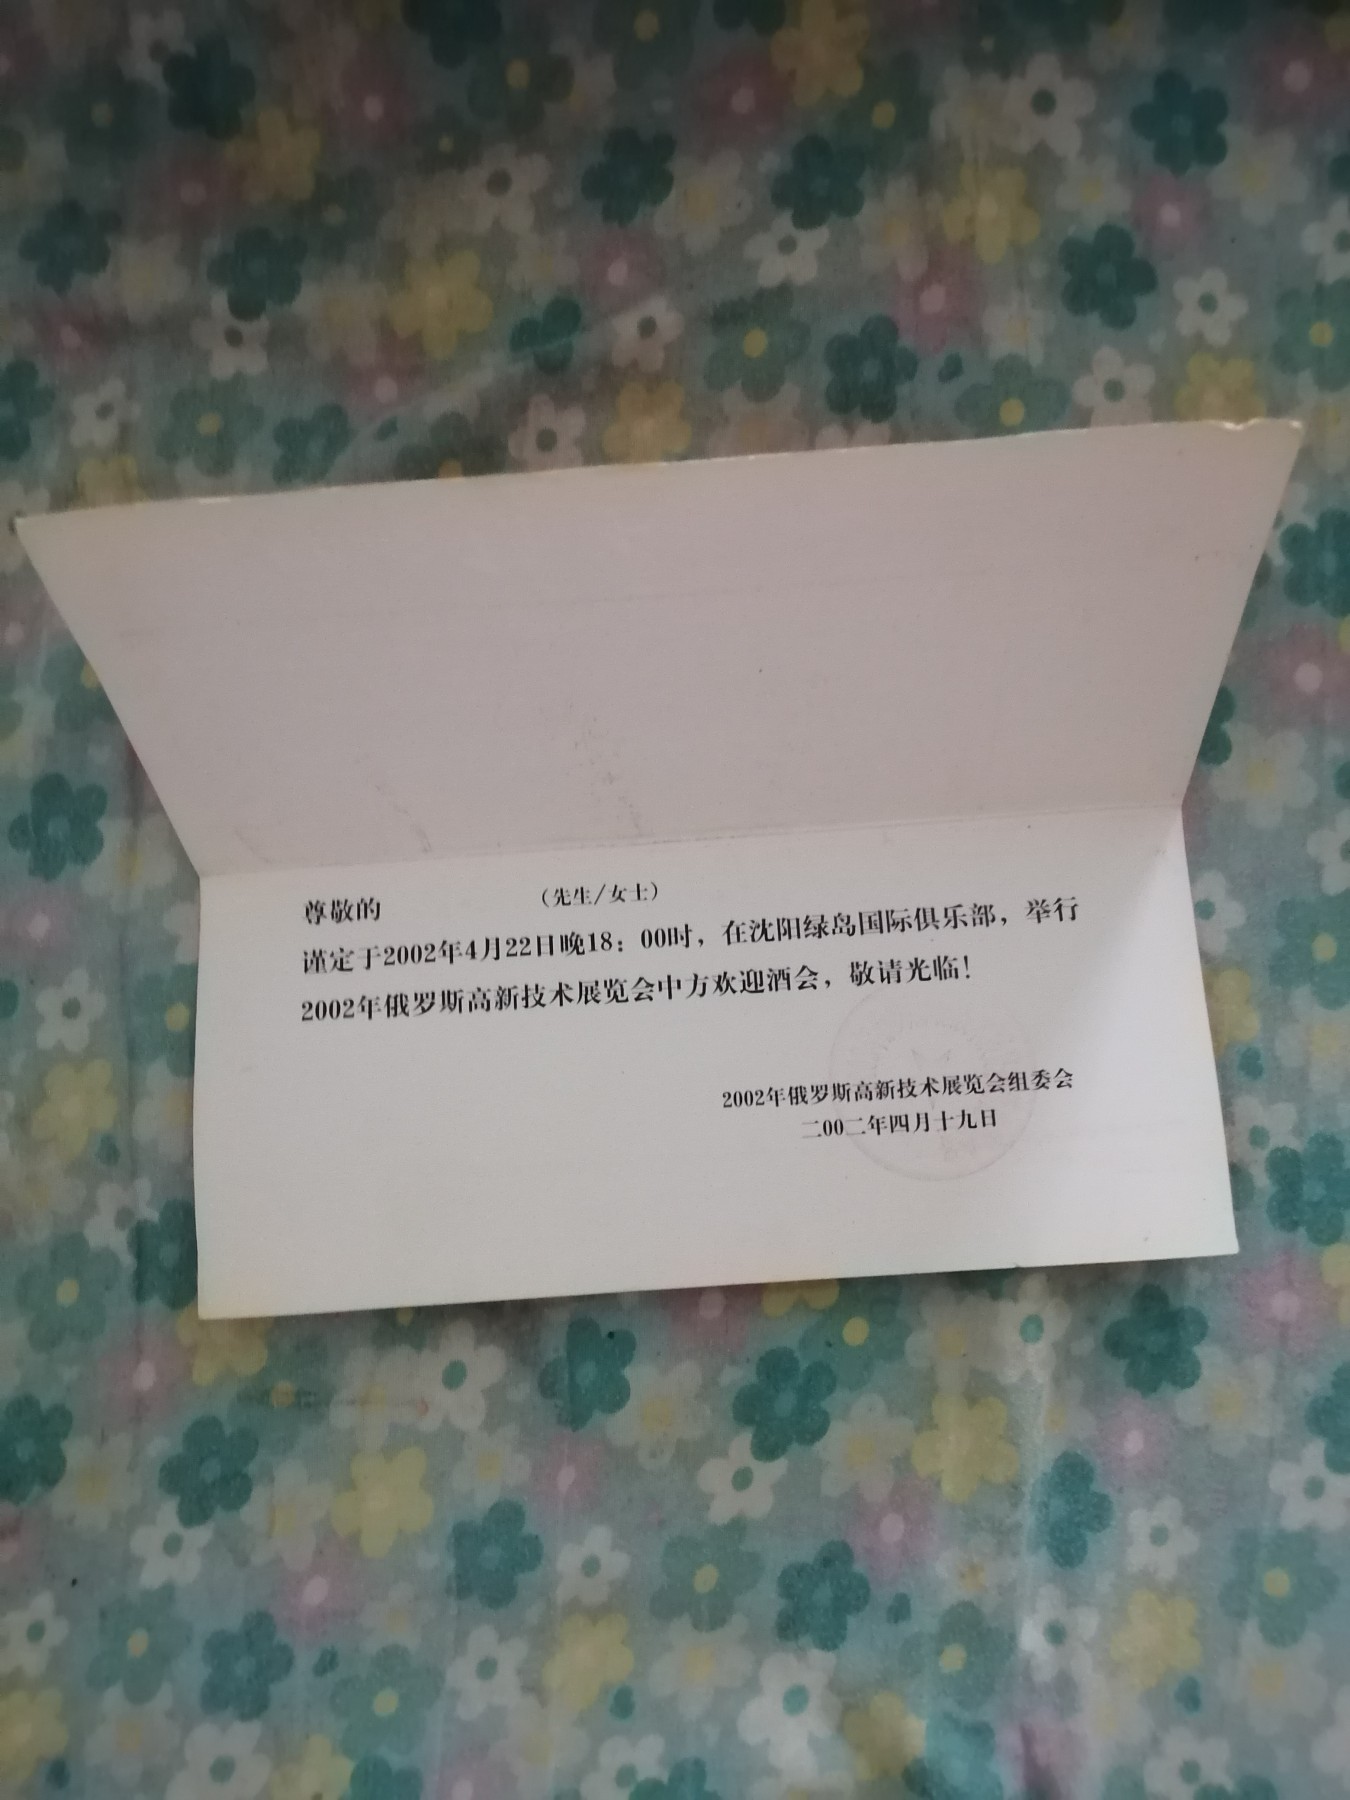 尊敬的 （先生/女士）
谨定于2002年4月22日晚18：00时，在沈阳绿岛国际俱乐部，举行
2002年俄罗斯高新技术展览会中方欢迎酒会，敬请光临！
2002年俄罗斯高新技术展览会组委会
二00二年四月十九日